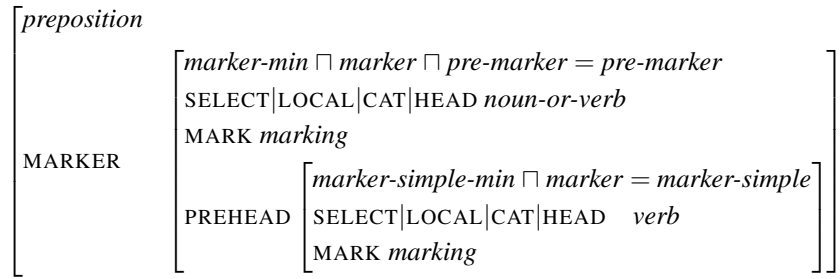 preposition
marker-min ⊓ marker ⊓ pre-marker = pre-marker
SELECT|LOCAL|CAT|HEAD noun-or-verb
MARK marking
MARKER
marker-simple-min ⊓ marker = marker-simple
PREHEAD SELECT|LOCAL|CAT|HEAD verb
MARK marking